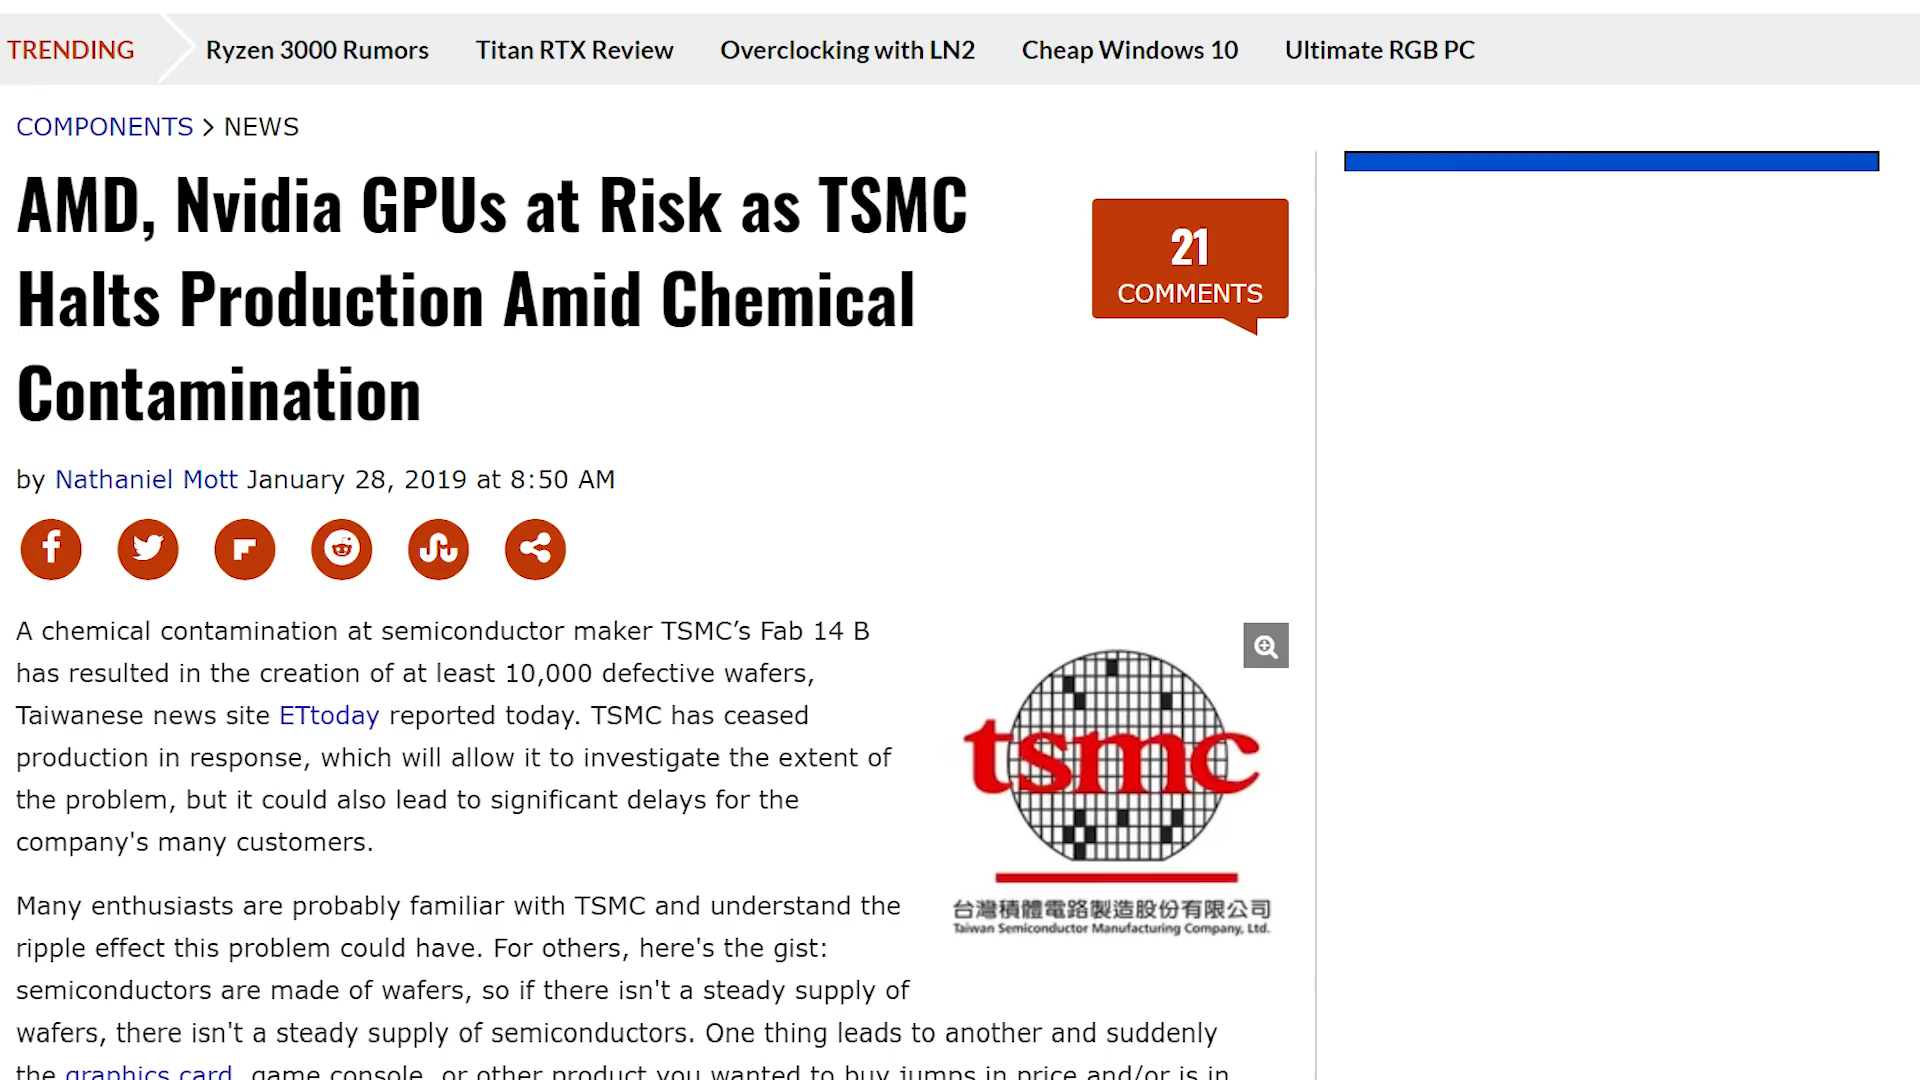 TRENDING Ryzen 3000 Rumors Titan RTX Review Overclocking with LN2 Cheap Windows 10 Ultimate RGB PC
COMPONENTS > NEWS
AMD, Nvidia GPUs at Risk as TSMC
Halts Production Amid Chemical
Contamination
21
COMMENTS
by Nathaniel Mott January 28, 2019 at 8:50 AM
A chemical contamination at semiconductor maker TSMC’s Fab 14 B
has resulted in the creation of at least 10,000 defective wafers,
Taiwanese news site ETtoday reported today. TSMC has ceased
production in response, which will allow it to investigate the extent of
the problem, but it could also lead to significant delays for the
company's many customers.
tsmc
台灣積體電路製造股份有限公司
Taiwan Semiconductor Manufacturing Company, Ltd.
Many enthusiasts are probably familiar with TSMC and understand the
ripple effect this problem could have. For others, here's the gist:
semiconductors are made of wafers, so if there isn't a steady supply of
wafers, there isn't a steady supply of semiconductors. One thing leads to another and suddenly
the graphics card, game console, or other product you wanted to buy jumps in price and/or is in